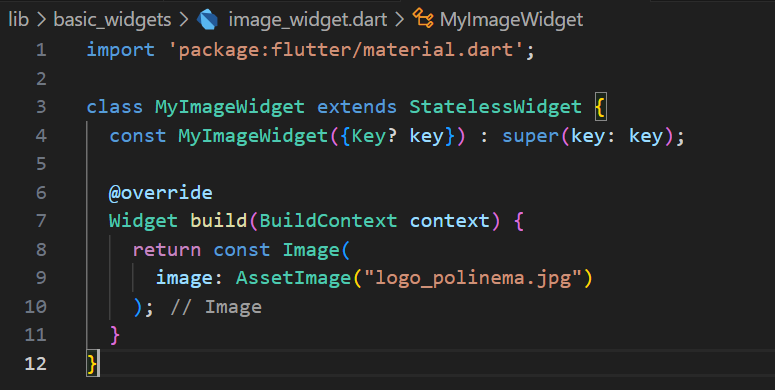 lib > basic_widgets > image_widget.dart > MyImageWidget
1 import 'package:flutter/material.dart';
2
3 class MyImageWidget extends StatelessWidget {
4   const MyImageWidget({Key? key}) : super(key: key);
5
6   @override
7   Widget build(BuildContext context) {
8     return const Image(
9       image: AssetImage("logo_polinema.jpg")
10     ); // Image
11   }
12 }